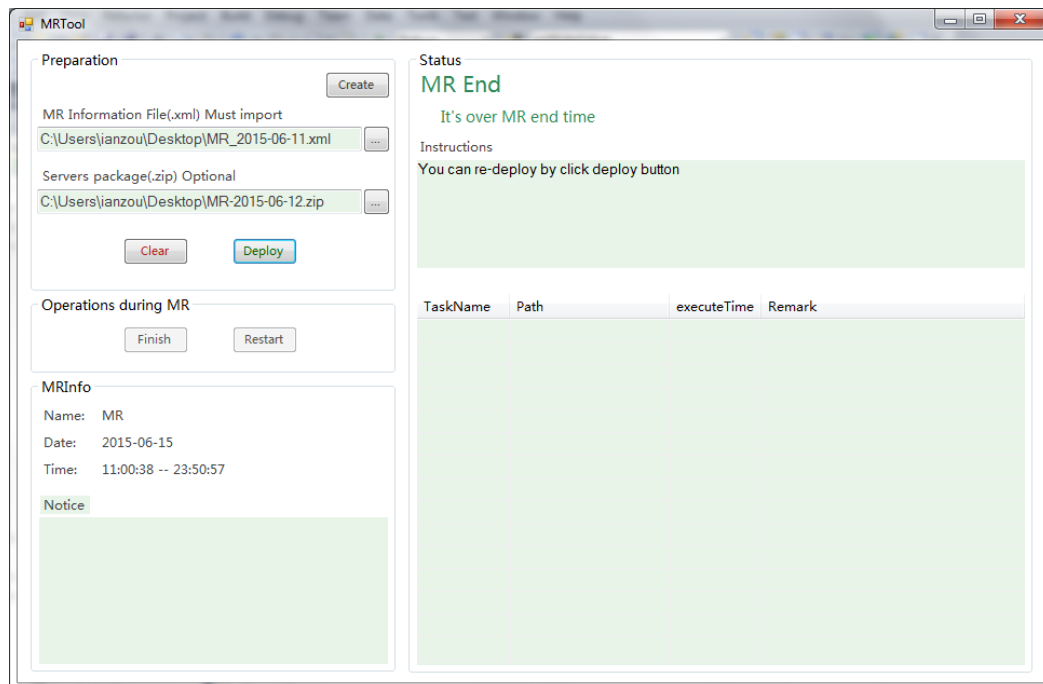 MRTool
Preparation
Create
MR Information File(.xml) Must import
C:\Users\ianzou\Desktop\MR_2015-06-11.xml
...
Servers package(.zip) Optional
C:\Users\ianzou\Desktop\MR-2015-06-12.zip
...
Clear Deploy
Operations during MR
Finish Restart
MRInfo
Name: MR
Date: 2015-06-15
Time: 11:00:38 -- 23:50:57
Notice
Status
MR End
It's over MR end time
Instructions
You can re-deploy by click deploy button
TaskName Path executeTime Remark